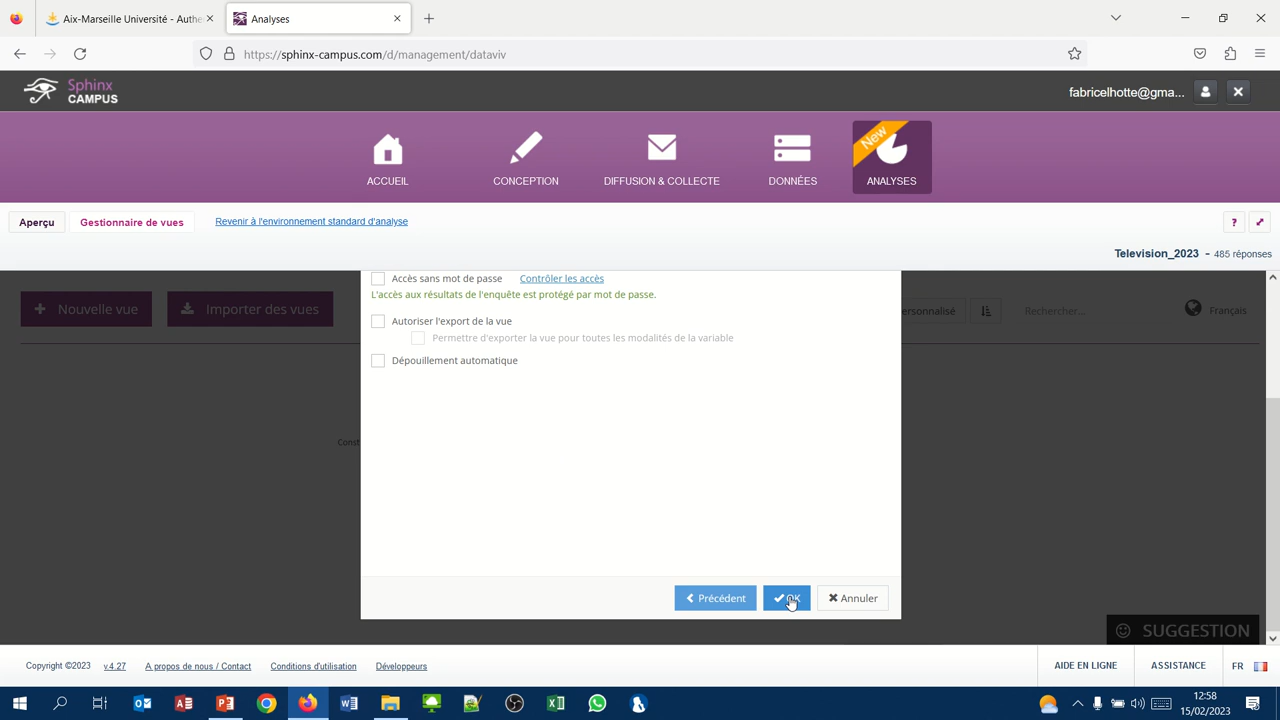 Aix-Marseille Université - Authe
Analyses
https://sphinx-campus.com/d/management/dataviv
Sphinx
CAMPUS
fabricelhotte@gma...
New
ACCUEIL
CONCEPTION
DIFFUSION & COLLECTE
DONNÉES
ANALYSES
Aperçu
Gestionnaire de vues
Revenir à l'environnement standard d'analyse
?
Television_2023 - 485 réponses
Accès sans mot de passe Contrôler les accès
L'accès aux résultats de l'enquête est protégé par mot de passe.
Nouvelle vue
Importer des vues
ersonnalisé
Rechercher...
Français
Autoriser l'export de la vue
Permettre d'exporter la vue pour toutes les modalités de la variable
Dépouillement automatique
Const
Précédent
OK
Annuler
SUGGESTION
Copyright ©2023 v.4.27 A propos de nous / Contact Conditions d'utilisation Développeurs
AIDE EN LIGNE
ASSISTANCE
FR
12:58
15/02/2023